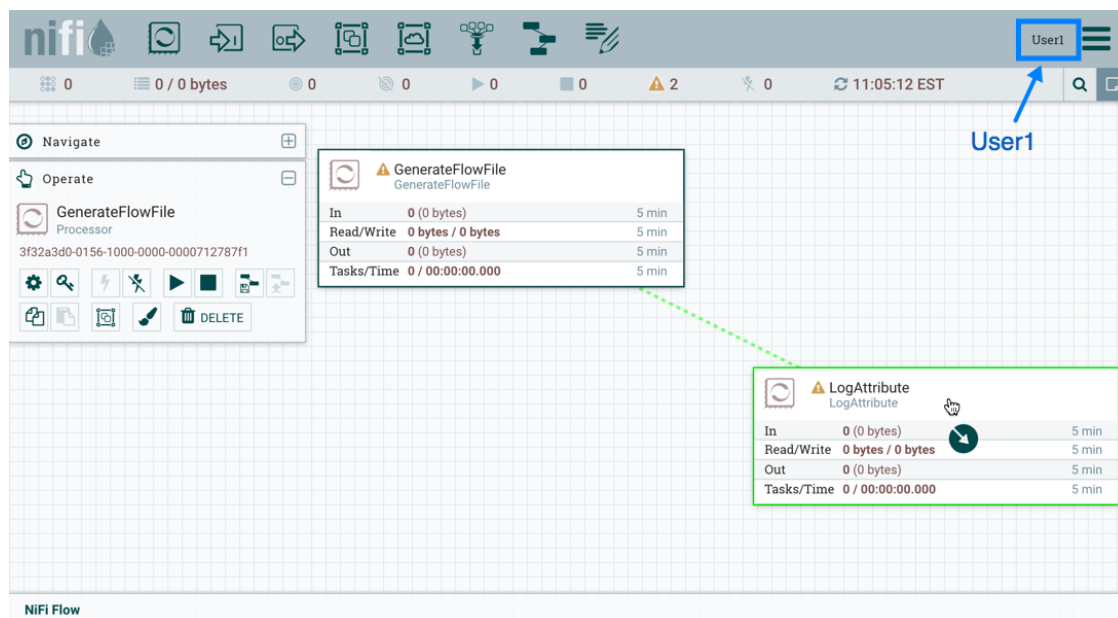 nifi
User1
0
0 / 0 bytes
0
0
0
0
2
0
11:05:12 EST
User1
Navigate
Operate
GenerateFlowFile
Processor
3f32a3d0-0156-1000-0000-0000712787f1
DELETE
GenerateFlowFile
GenerateFlowFile
In 0 (0 bytes) 5 min
Read/Write 0 bytes / 0 bytes 5 min
Out 0 (0 bytes) 5 min
Tasks/Time 0 / 00:00:00.000 5 min
LogAttribute
LogAttribute
In 0 (0 bytes) 5 min
Read/Write 0 bytes / 0 bytes 5 min
Out 0 (0 bytes) 5 min
Tasks/Time 0 / 00:00:00.000 5 min
NiFi Flow